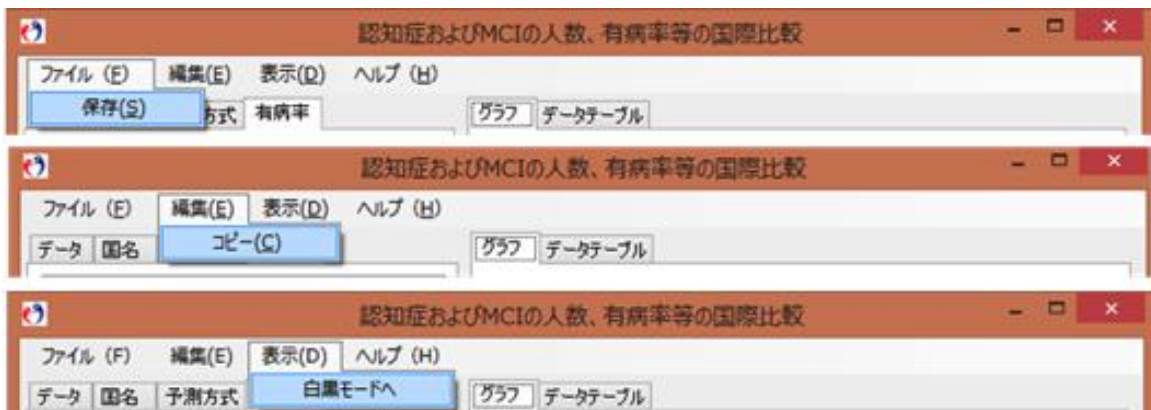 認知症およびMCIの人数、有病率等の国際比較
ファイル (F) 編集(E) 表示(D) ヘルプ (H)
保存(S) 方式 有病率 グラフ データテーブル
認知症およびMCIの人数、有病率等の国際比較
ファイル (F) 編集(E) 表示(D) ヘルプ (H)
データ 国名 コピー(C) グラフ データテーブル
認知症およびMCIの人数、有病率等の国際比較
ファイル (F) 編集(E) 表示(D) ヘルプ (H)
データ 国名 予測方式 白黒モードへ グラフ データテーブル